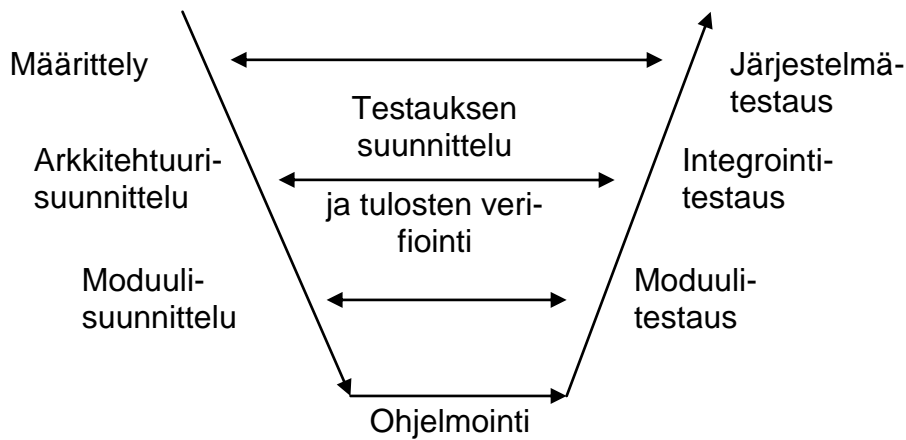 Määrittely
Järjestelmä-
testaus
Testauksen
suunnittelu
Arkkitehtuuri-
suunnittelu
Integrointi-
testaus
ja tulosten veri-
fiointi
Moduuli-
suunnittelu
Moduuli-
testaus
Ohjelmointi